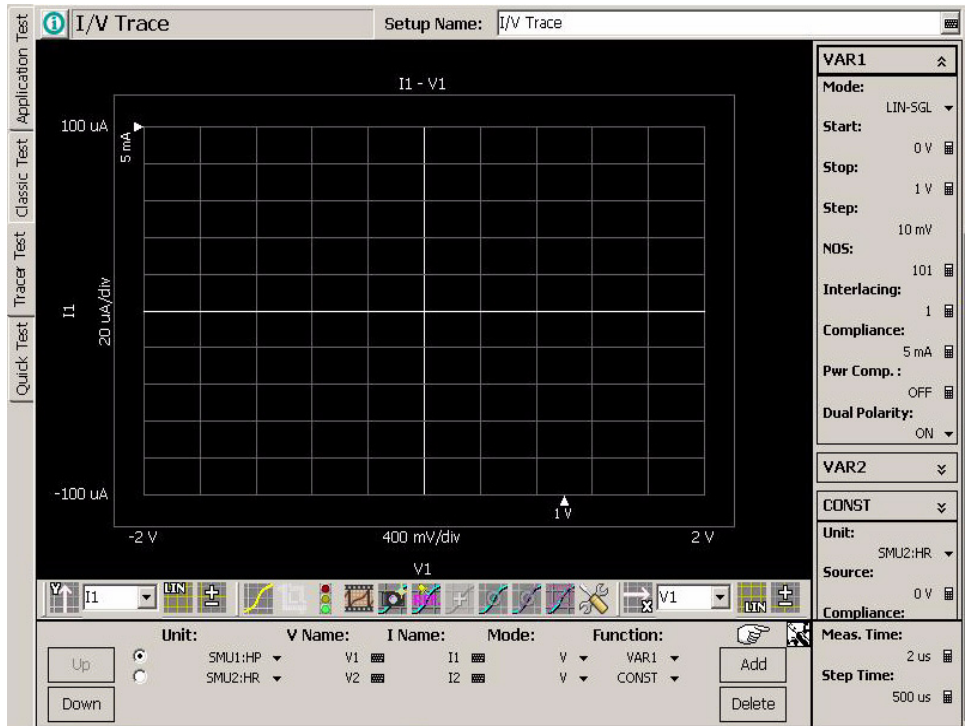 I/V Trace
Setup Name: I/V Trace
Application Test
Classic Test
Tracer Test
Quick Test
I1 - V1
100 uA
5 mA
I1
20 uA/div
-100 uA
1 V
-2 V
400 mV/div
2 V
V1
VAR1
Mode:
LIN-SGL
Start:
0 V
Stop:
1 V
Step:
10 mV
NOS:
101
Interlacing:
1
Compliance:
5 mA
Pwr Comp. :
OFF
Dual Polarity:
ON
VAR2
CONST
Unit:
SMU2:HR
Source:
0 V
Compliance:
Y I1 LIN
X V1 LIN
Unit: V Name: I Name: Mode: Function:
Up SMU1:HP V1 I1 V VAR1 Add
SMU2:HR V2 I2 V CONST
Down Delete
Meas. Time:
2 us
Step Time:
500 us